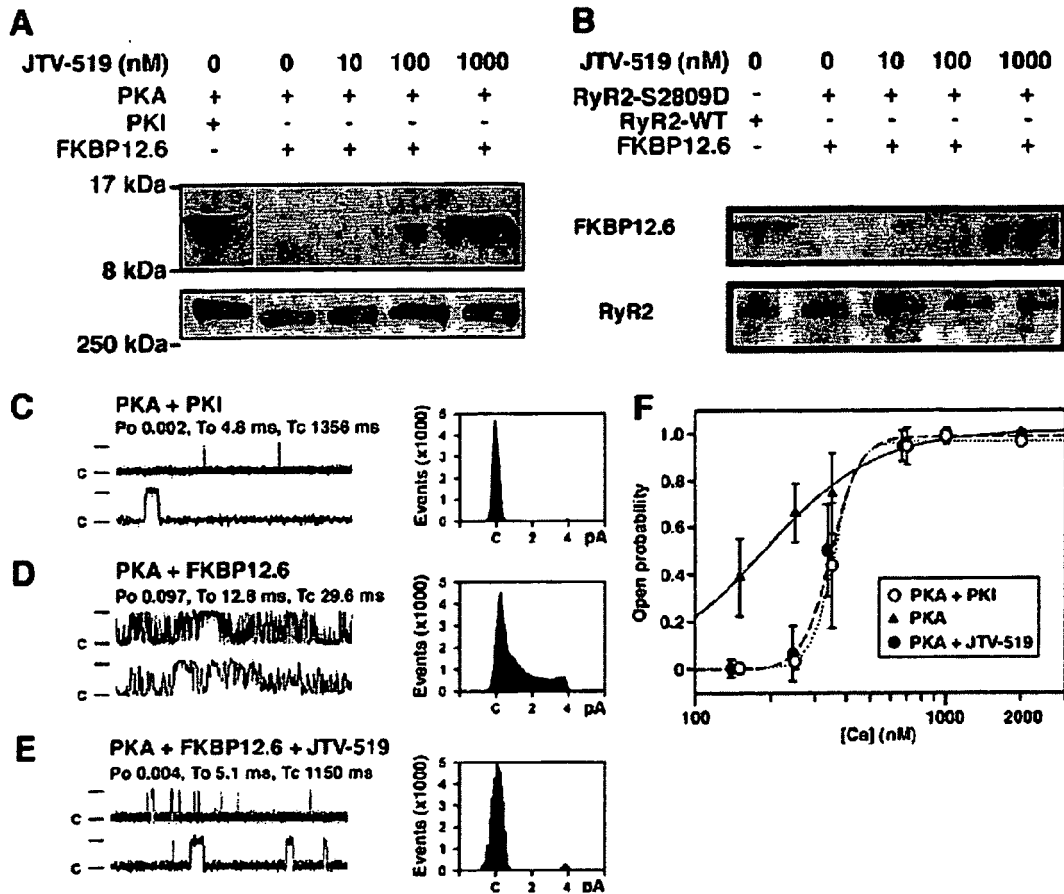 A
JTV-519 (nM) 0 0 10 100 1000
PKA + + + + +
PKI + - - - -
FKBP12.6 - + + + +
17 kDa-
8 kDa-
250 kDa-
B
JTV-519 (nM) 0 0 10 100 1000
RyR2-S2809D - + + + +
RyR2-WT + - - - -
FKBP12.6 - + + + +
FKBP12.6
RyR2
C
PKA + PKI
Po 0.002, To 4.8 ms, Tc 1356 ms
c
c
Events (x1000)
5
4
3
2
1
0
C 2 4 pA
D
PKA + FKBP12.6
Po 0.097, To 12.8 ms, Tc 29.6 ms
c
c
Events (x1000)
5
4
3
2
1
0
C 2 4 pA
E
PKA + FKBP12.6 + JTV-519
Po 0.004, To 5.1 ms, Tc 1150 ms
c
c
Events (x1000)
5
4
3
2
1
0
C 2 4 pA
F
Open probability
1.0
0.8
0.6
0.4
0.2
0
PKA + PKI
PKA
PKA + JTV-519
100 1000 2000
[Ca] (nM)